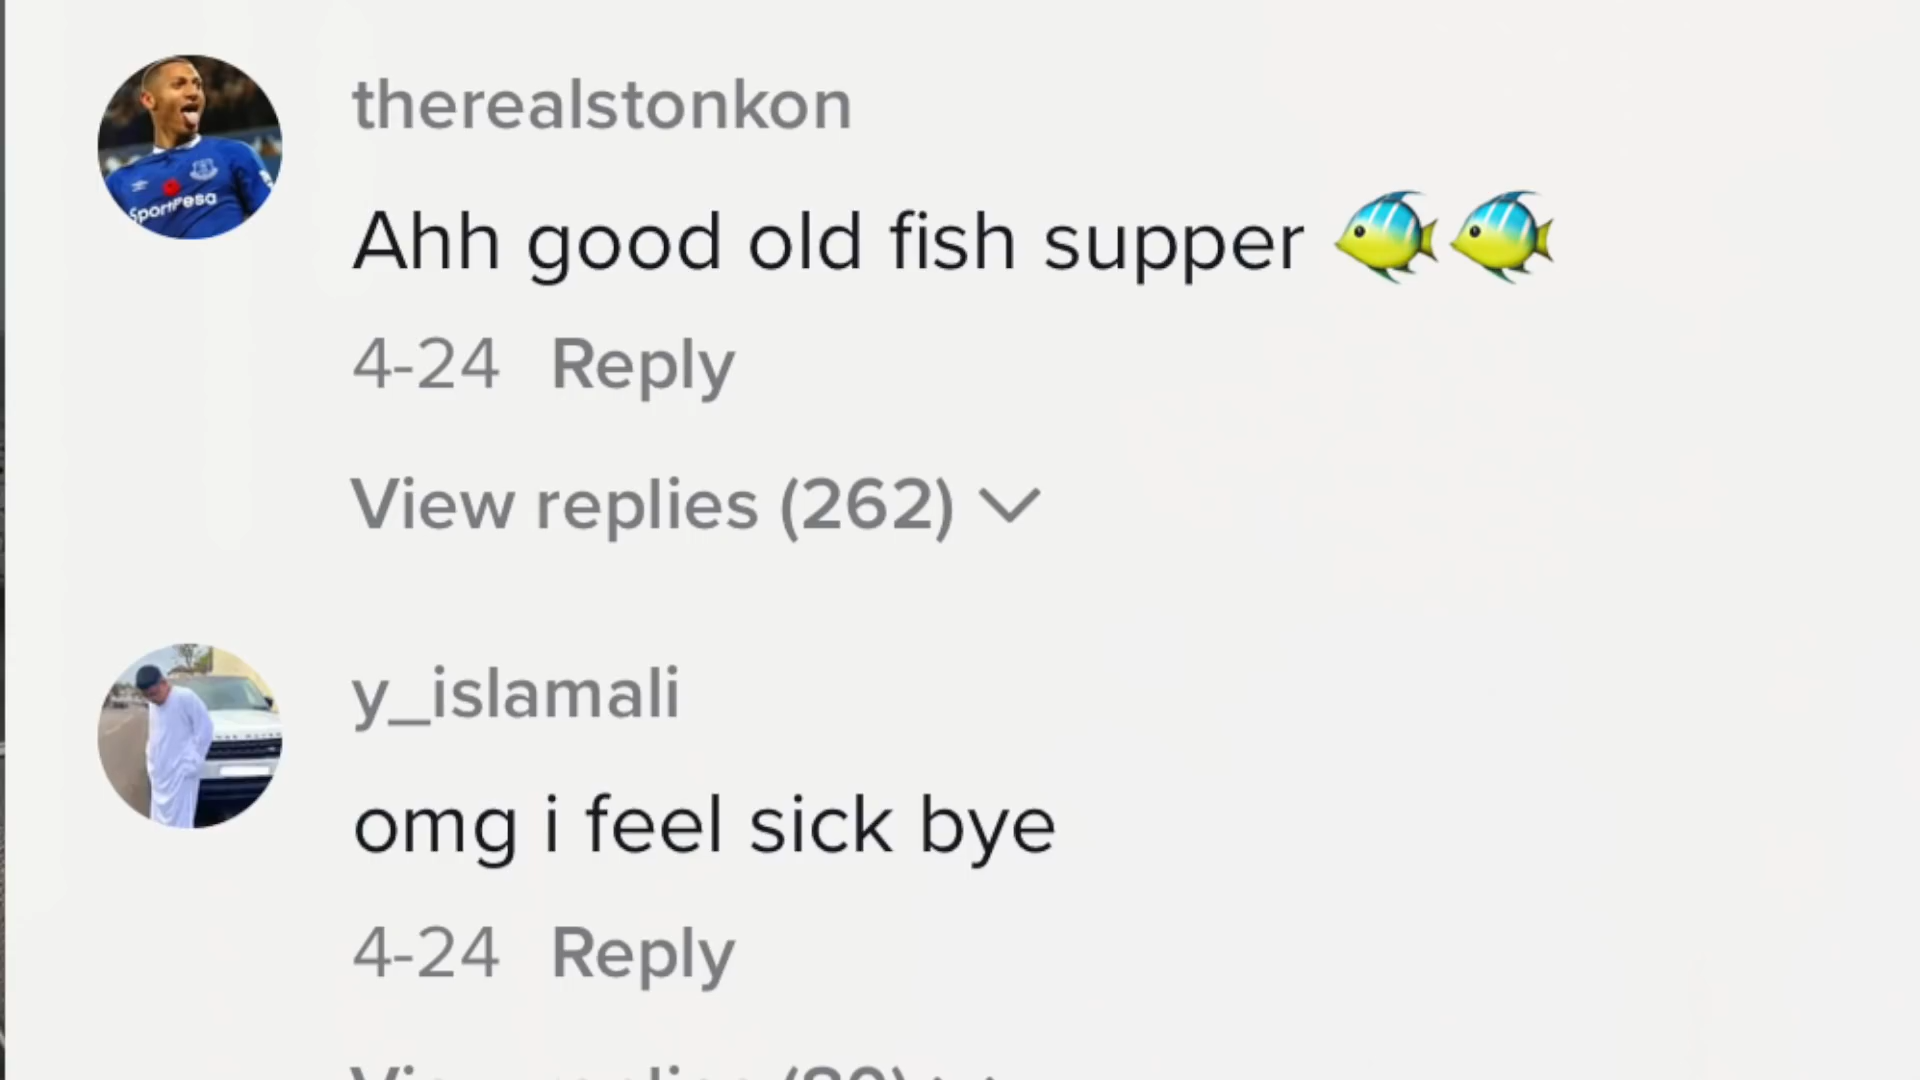 therealstonkon
Ahh good old fish supper 🐠🐠
4-24 Reply
View replies (262)
y_islamali
omg i feel sick bye
4-24 Reply
SportPesa